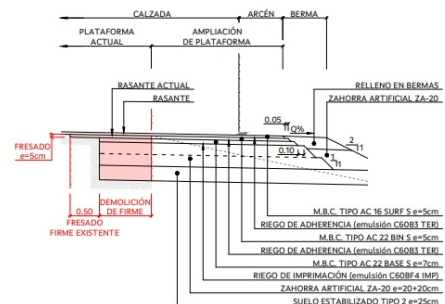 CALZADA
ARCÉN
BERMA
PLATAFORMA
ACTUAL
AMPLIACIÓN
DE PLATAFORMA
RASANTE ACTUAL
RASANTE
RELLENO EN BERMAS
ZAHORRA ARTIFICIAL ZA-20
0.05
Q%
11
2
11
0.10
1
11
FRESADO
e=5cm
0.50
DEMOLICIÓN
DE FIRME
FRESADO
FIRME EXISTENTE
M.B.C. TIPO AC 16 SURF S e=5cm
RIEGO DE ADHERENCIA (emulsión C60B3 TER)
M.B.C. TIPO AC 22 BIN S e=5cm
RIEGO DE ADHERENCIA (emulsión C60B3 TER)
M.B.C. TIPO AC 22 BASE S e=7cm
RIEGO DE IMPRIMACIÓN (emulsión C60BF4 IMP)
ZAHORRA ARTIFICIAL ZA-20 e=20+20cm
SUELO ESTABILIZADO TIPO 2 e=25cm